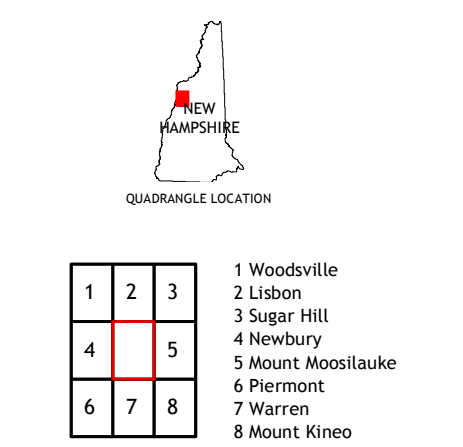 NEW
HAMPSHIRE
QUADRANGLE LOCATION
1 2 3
4 5
6 7 8
1 Woodsville
2 Lisbon
3 Sugar Hill
4 Newbury
5 Mount Moosilauke
6 Piermont
7 Warren
8 Mount Kineo